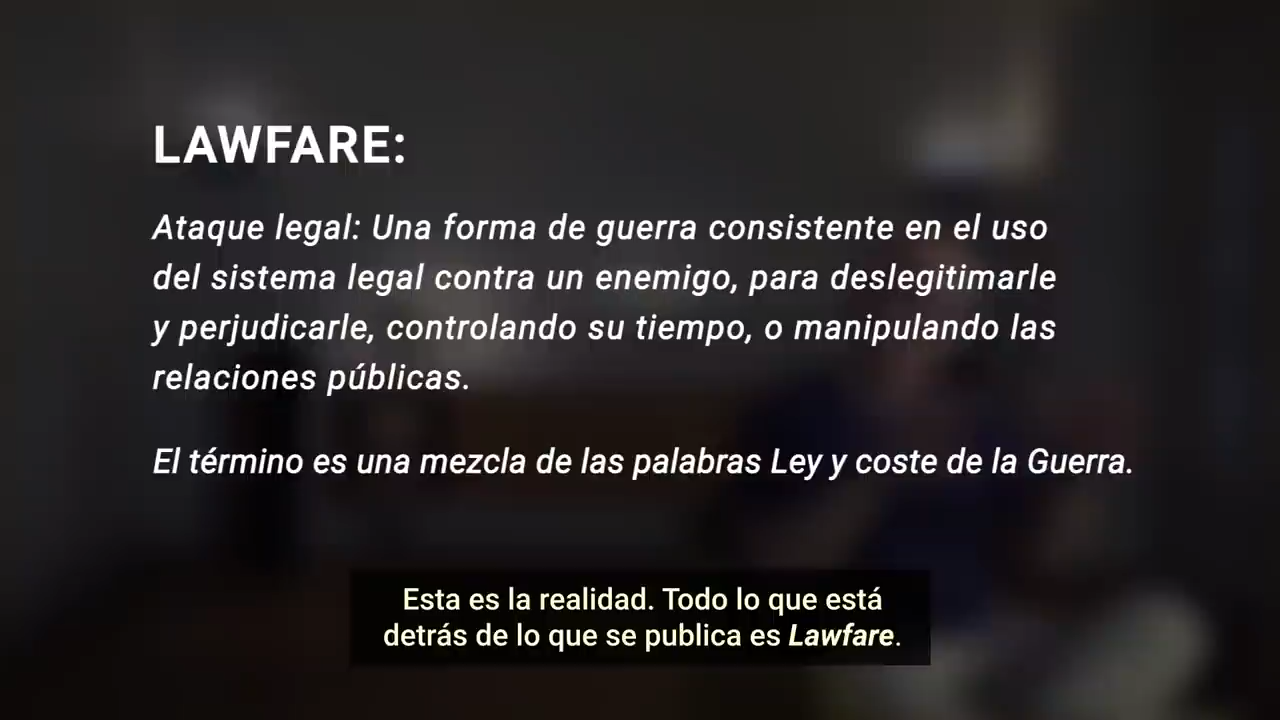 LAWFARE:
Ataque legal: Una forma de guerra consistente en el uso
del sistema legal contra un enemigo, para deslegitimarle
y perjudicarle, controlando su tiempo, o manipulando las
relaciones públicas.
El término es una mezcla de las palabras Ley y coste de la Guerra.
Esta es la realidad. Todo lo que está
detrás de lo que se publica es Lawfare.